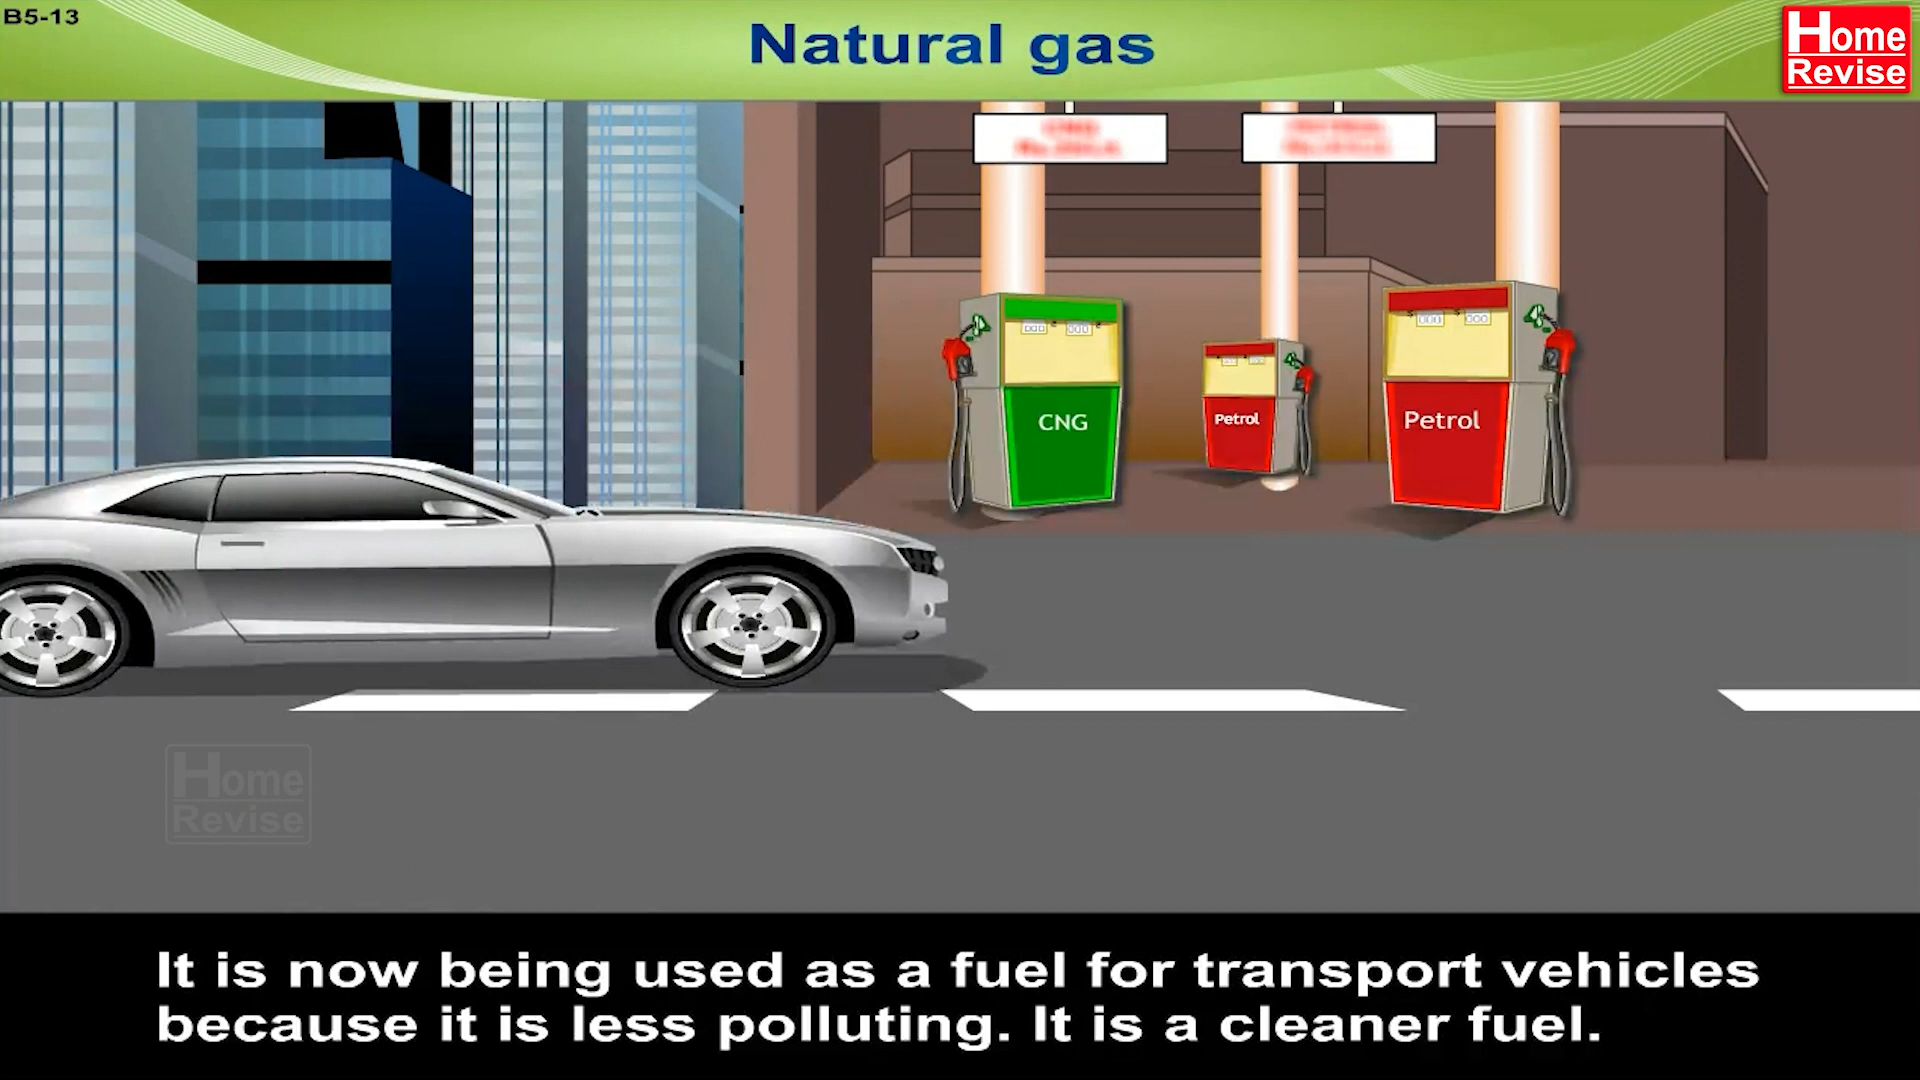 B5-13
Natural gas
Home
Revise
CNG
Petrol
Petrol
Home
Revise
It is now being used as a fuel for transport vehicles
because it is less polluting. It is a cleaner fuel.